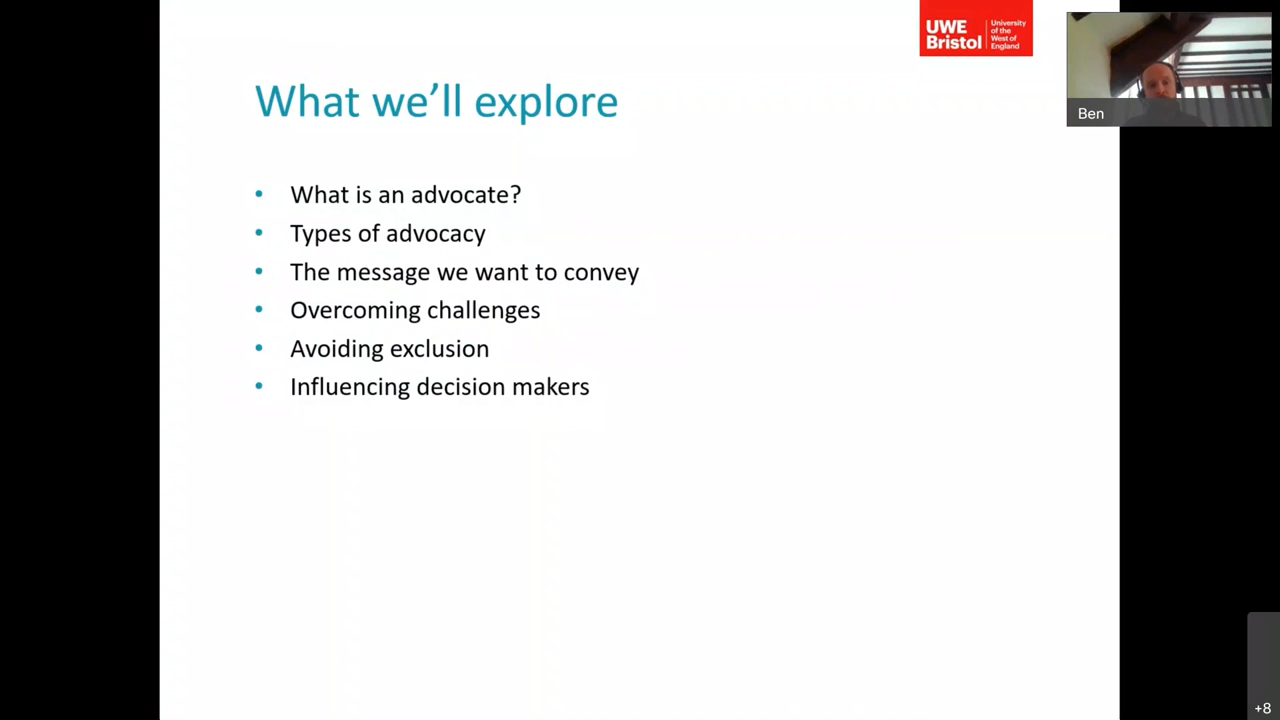 UWE
Bristol
University
of the
West of
England
Ben
What we’ll explore
• What is an advocate?
• Types of advocacy
• The message we want to convey
• Overcoming challenges
• Avoiding exclusion
• Influencing decision makers
+8